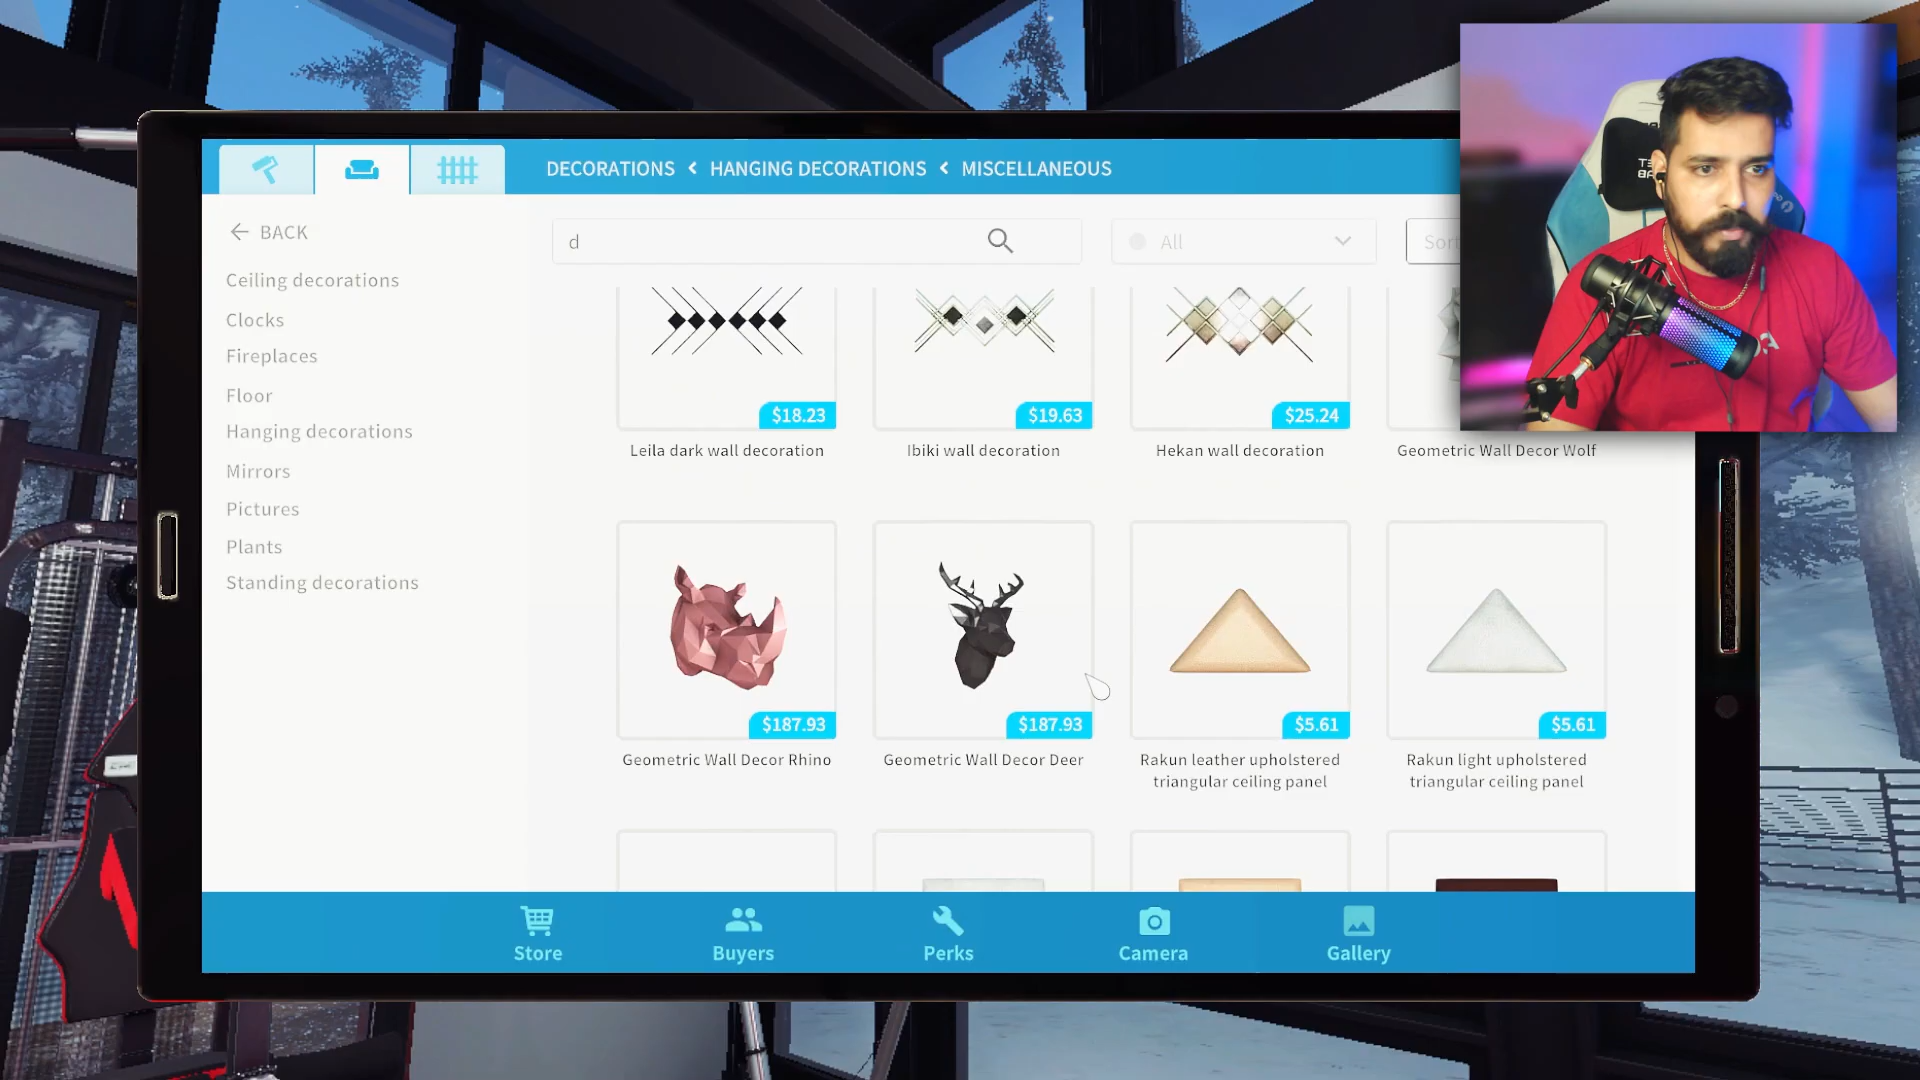 DECORATIONS < HANGING DECORATIONS < MISCELLANEOUS
BACK
d
All
Sort
Ceiling decorations
Clocks
Fireplaces
Floor
Hanging decorations
Mirrors
Pictures
Plants
Standing decorations
$18.23
$19.63
$25.24
Leila dark wall decoration
Ibiki wall decoration
Hekan wall decoration
Geometric Wall Decor Wolf
$187.93
$187.93
$5.61
$5.61
Geometric Wall Decor Rhino
Geometric Wall Decor Deer
Rakun leather upholstered
triangular ceiling panel
Rakun light upholstered
triangular ceiling panel
Store
Buyers
Perks
Camera
Gallery